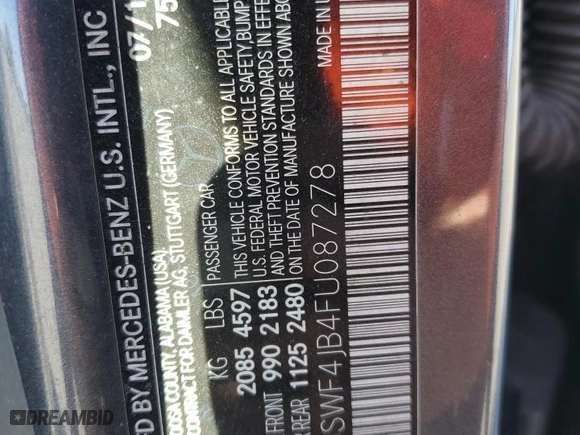 D BY MERCEDES-BENZ U.S. INTL., INC 07/1
OOSA COUNTY, ALABAMA (USA)
CONTRACT FOR DAIMLER AG, STUTTGART (GERMANY) 75
KG LBS PASSENGER CAR
2085 4597 THIS VEHICLE CONFORMS TO ALL APPLICABLE
FRONT 990 2183 U.S. FEDERAL MOTOR VEHICLE SAFETY, BUMP
REAR 1125 2480 AND THEFT PREVENTION STANDARDS IN EFFE
ON THE DATE OF MANUFACTURE SHOWN ABO
SWF4JB4FU087278 MADE IN U
DREAMBID